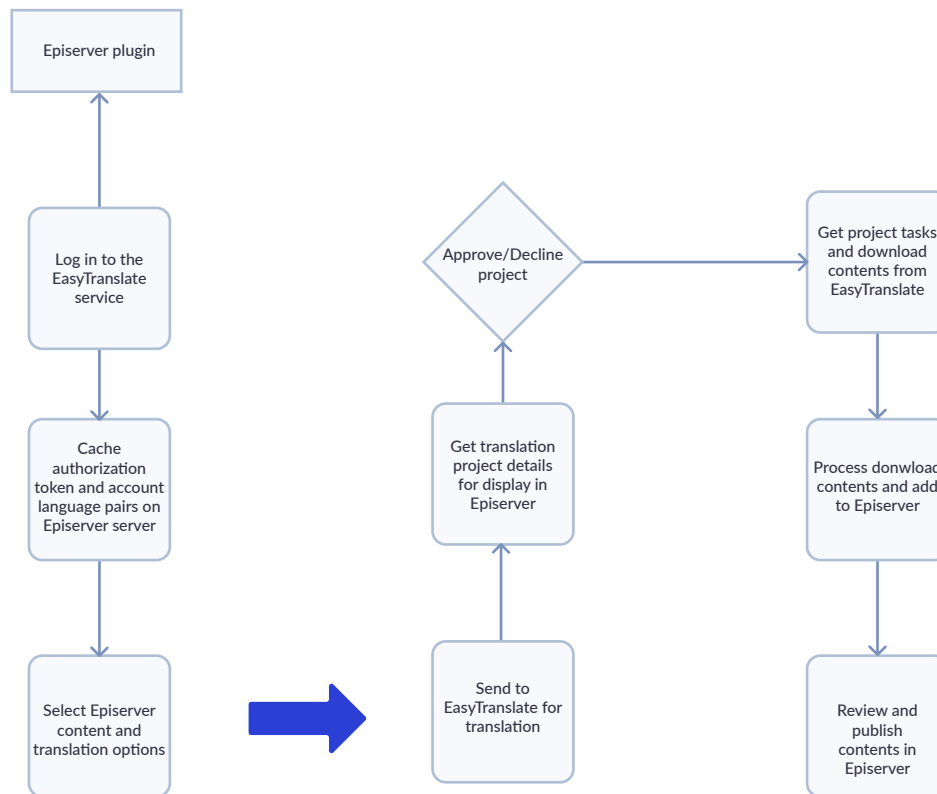 Episerver plugin
Log in to the
EasyTranslate
service
Cache
authorization
token and account
language pairs on
Episerver server
Select Episerver
content and
translation options
Send to
EasyTranslate for
translation
Get translation
project details
for display in
Episerver
Approve/Decline
project
Get project tasks
and download
contents from
EasyTranslate
Process donwload
contents and add
to Episerver
Review and
publish
contents in
Episerver